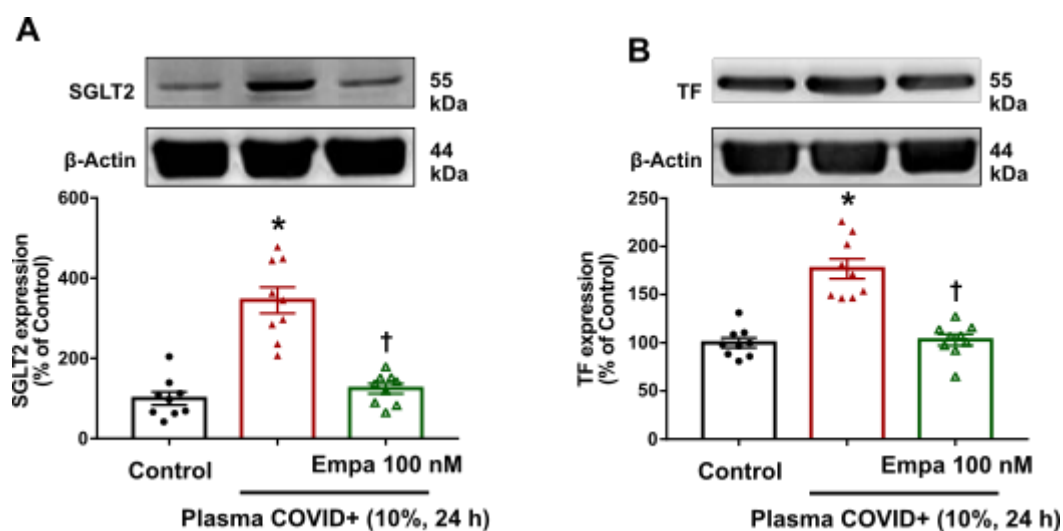 A
SGLT2
55
kDa
β-Actin
44
kDa
600
400
200
0
SGLT2 expression
(% of Control)
*
†
Control
Empa 100 nM
Plasma COVID+ (10%, 24 h)
B
TF
55
kDa
β-Actin
44
kDa
250
200
150
100
50
0
TF expression
(% of Control)
*
†
Control
Empa 100 nM
Plasma COVID+ (10%, 24 h)